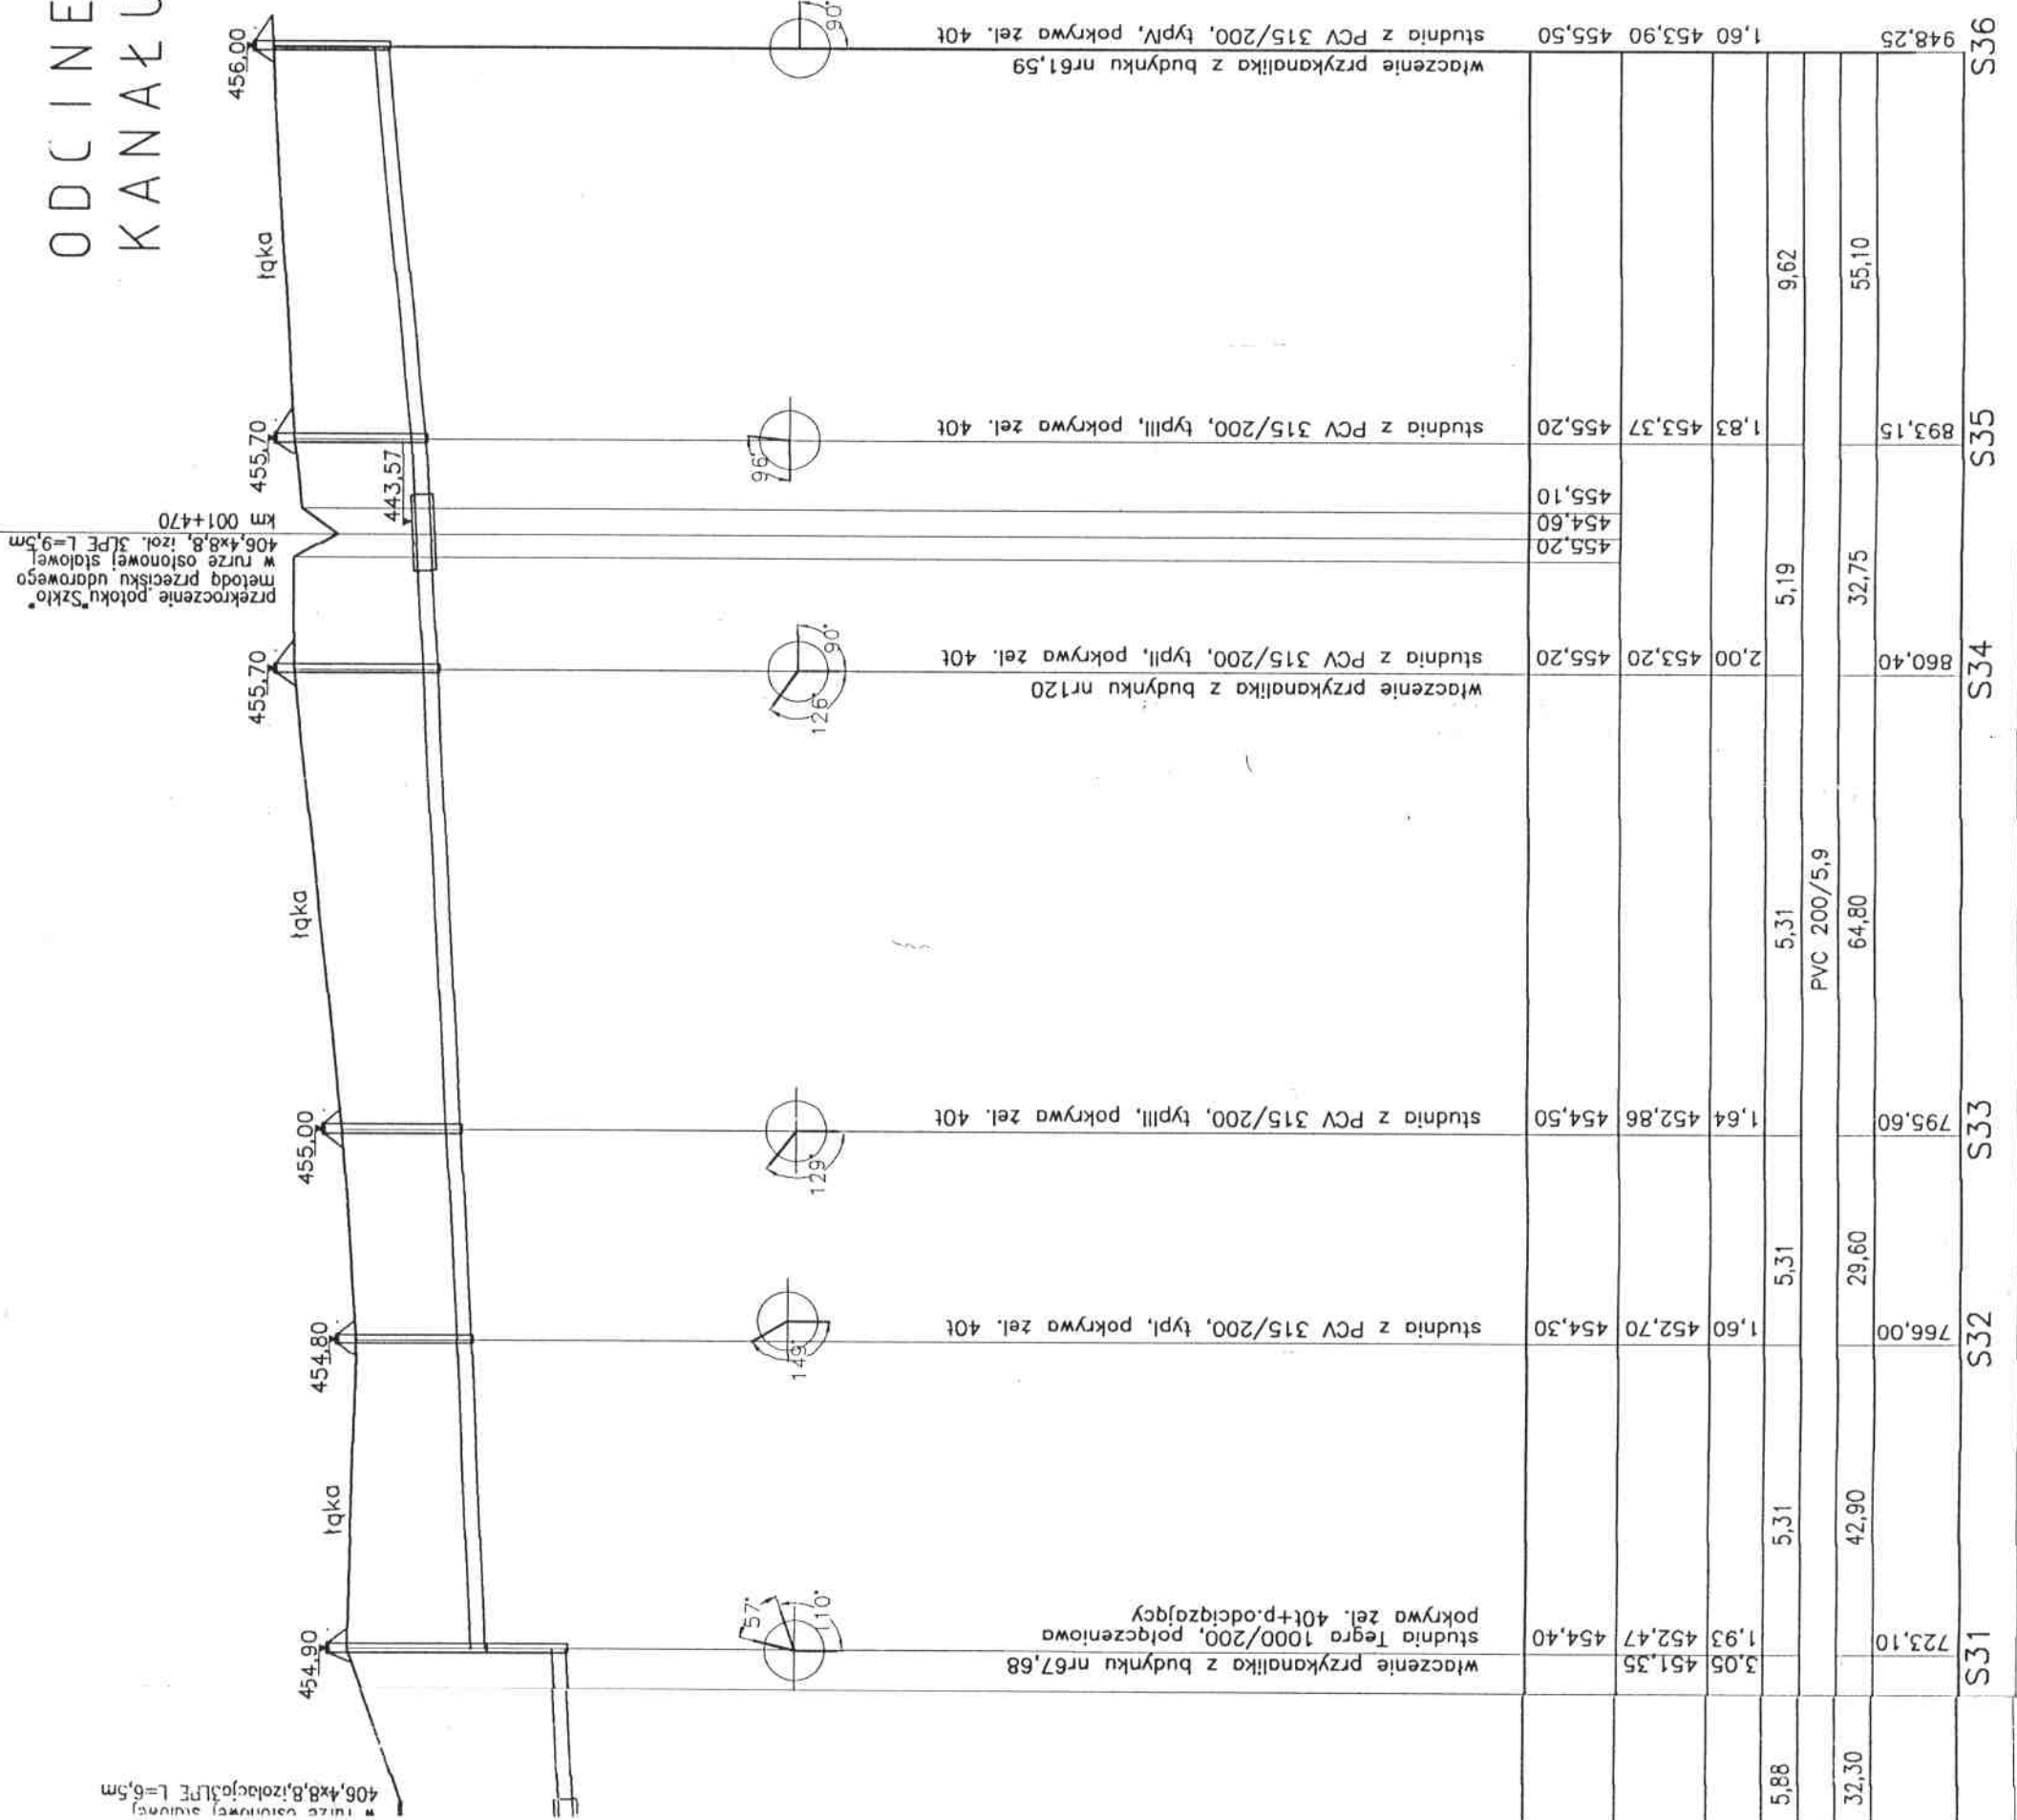 ODCINE
KANAŁU
456,00
łąka
455,70
443,57
przekroczenie potoku "Szkło"
metodą przecisku udarowego
w rurze osłonowej stalowej
406,4x8,8, izol. 3LPE L=9,5m
km 001+470
455,70
łąka
455,00
454,80
łąka
454,90
406,4x8,8,izolacja3LPE L=6,5m
90°
96°
90°
126°
129°
149°
57°
110°
włączenie przykanalika z budynku nr61,59
studnia z PCV 315/200, typIV, pokrywa żel. 40t
455,50
453,90
1,60
948,25
S36
9,62
55,10
studnia z PCV 315/200, typIII, pokrywa żel. 40t
455,20
453,37
1,83
893,15
S35
455,10
454,60
455,20
5,19
32,75
włączenie przykanalika z budynku nr120
studnia z PCV 315/200, typII, pokrywa żel. 40t
455,20
453,20
2,00
860,40
S34
5,31
PVC 200/5,9
64,80
studnia z PCV 315/200, typIII, pokrywa żel. 40t
454,50
452,86
1,64
795,60
S33
5,31
29,60
studnia z PCV 315/200, typI, pokrywa żel. 40t
454,30
452,70
1,60
766,00
S32
5,31
42,90
włączenie przykanalika z budynku nr67,68
studnia Tegra 1000/200, połączeniowa
pokrywa żel. 40t+p.odciążający
454,40
452,47
1,93
451,35
3,05
723,10
S31
5,88
32,30